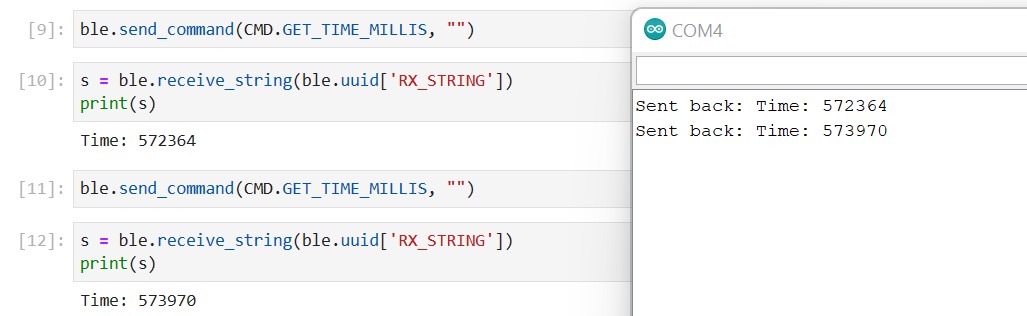 [9]: ble.send_command(CMD.GET_TIME_MILLIS, "")
[10]: s = ble.receive_string(ble.uuid['RX_STRING'])
print(s)
Time: 572364
[11]: ble.send_command(CMD.GET_TIME_MILLIS, "")
[12]: s = ble.receive_string(ble.uuid['RX_STRING'])
print(s)
Time: 573970
COM4
Sent back: Time: 572364
Sent back: Time: 573970